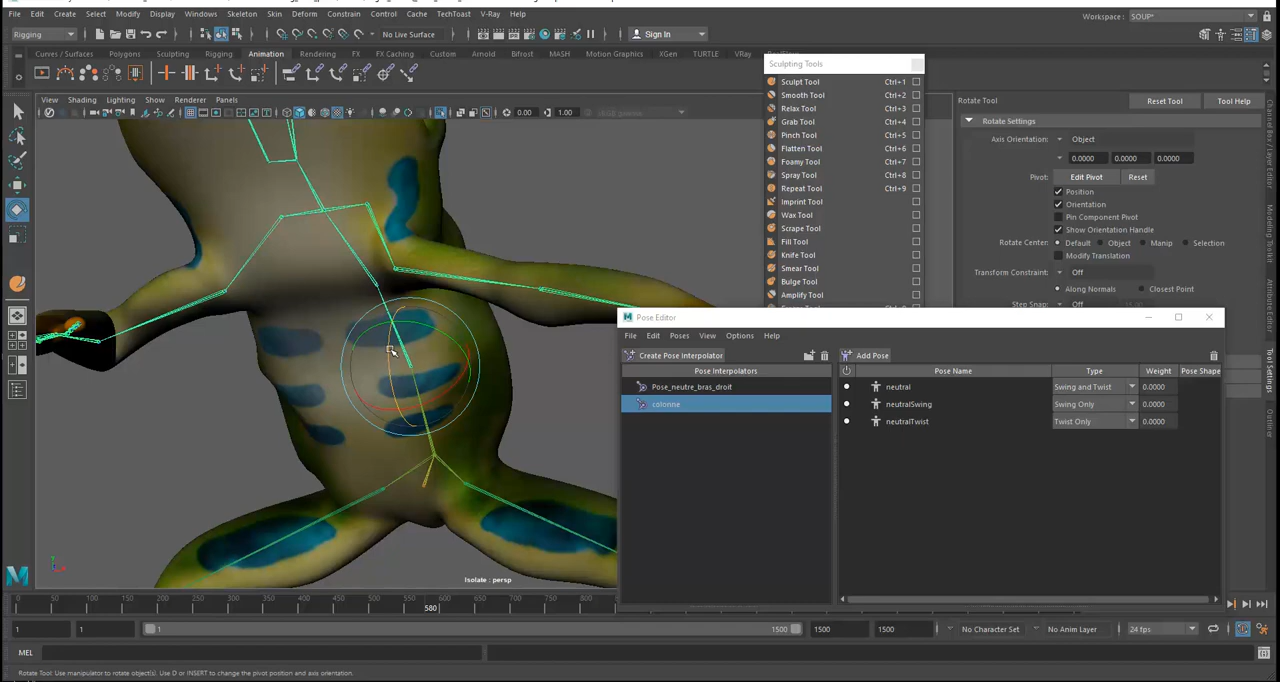 File Edit Create Select Modify Display Windows Skeleton Skin Deform Constrain Control Cache TechToast V-Ray Help
Workspace : SOUP*
Rigging No Live Surface Sign In
Curves / Surfaces Polygons Sculpting Rigging Animation Rendering FX FX Caching Custom Arnold Bifrost MASH Motion Graphics XGen TURTLE VRay
Sculpting Tools
Sculpt Tool Ctrl+1
Smooth Tool Ctrl+2
Relax Tool Ctrl+3
Grab Tool Ctrl+4
Pinch Tool Ctrl+5
Flatten Tool Ctrl+6
Foamy Tool Ctrl+7
Spray Tool Ctrl+8
Repeat Tool Ctrl+9
Imprint Tool
Wax Tool
Scrape Tool
Fill Tool
Knife Tool
Smear Tool
Bulge Tool
Amplify Tool
View Shading Lighting Show Renderer Panels
0.00 1.00
Rotate Tool Reset Tool Tool Help
Rotate Settings
Axis Orientation: Object
0.0000 0.0000 0.0000
Pivot: Edit Pivot Reset
Position
Orientation
Pin Component Pivot
Show Orientation Handle
Rotate Center: Default Object Manip Selection
Modify Translation
Transform Constraint: Off
Along Normals Closest Point
Step Snap: Off
Channel Box / Layer Editor
Modeling Toolkit
Attribute Editor
Tool Settings
Outliner
Pose Editor
File Edit Poses View Options Help
Create Pose Interpolator Add Pose
Pose Interpolators Pose Name Type Weight Pose Shape
Pose_neutre_bras_droit
colonne
neutral Swing and Twist 0.0000
neutralSwing Swing Only 0.0000
neutralTwist Twist Only 0.0000
Isolate : persp
0 50 100 150 200 250 300 350 400 450 500 550 580 600
1 1 1 1500 1500 1500 No Character Set No Anim Layer 24 fps
MEL
Rotate Tool: Use manipulator to rotate object(s). Use D or INSERT to change the pivot position and axis orientation.